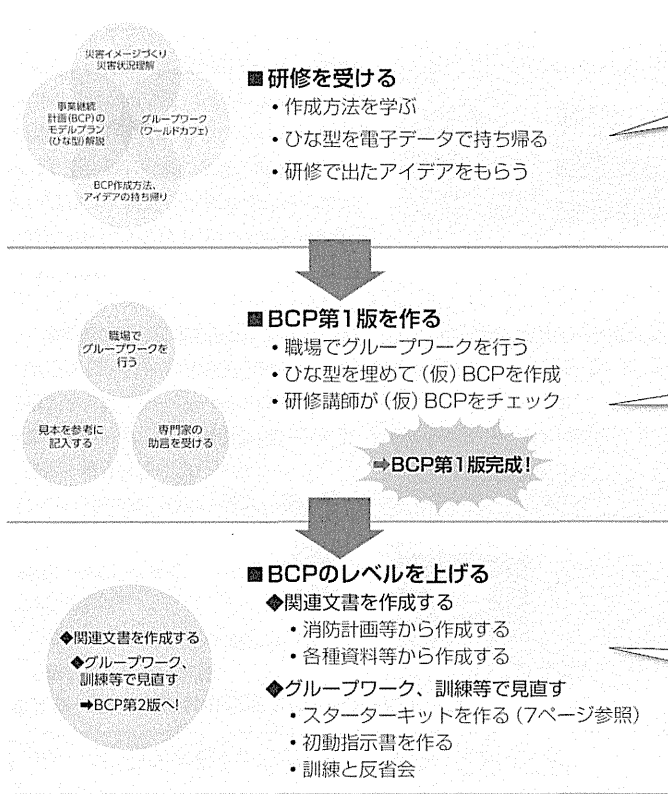 災害イメージづくり
災害状況理解
事業継続
計画(BCP)の
モデルプラン
(ひな型)解説
グループワーク
(ワールドカフェ)
BCP作成方法、
アイデアの持ち帰り
■研修を受ける
・作成方法を学ぶ
・ひな型を電子データで持ち帰る
・研修で出たアイデアをもらう
職場で
グループワークを
行う
見本を参考に
記入する
専門家の
助言を受ける
■BCP第1版を作る
・職場でグループワークを行う
・ひな型を埋めて(仮)BCPを作成
・研修講師が(仮)BCPをチェック
➡BCP第1版完成!
◆関連文書を作成する
◆グループワーク、
訓練等で見直す
➡BCP第2版へ!
■BCPのレベルを上げる
◆関連文書を作成する
・消防計画等から作成する
・各種資料等から作成する
◆グループワーク、訓練等で見直す
・スターターキットを作る(7ページ参照)
・初動指示書を作る
・訓練と反省会